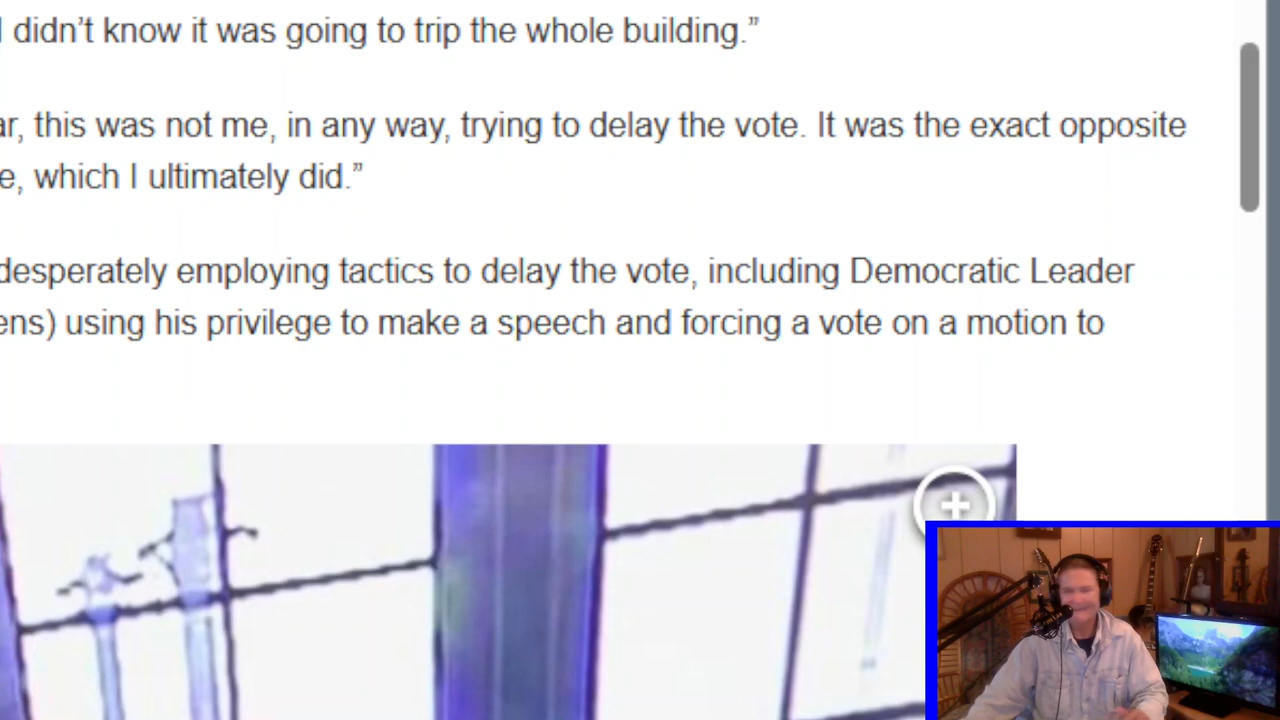 I didn’t know it was going to trip the whole building.”
ar, this was not me, in any way, trying to delay the vote. It was the exact opposite
e, which I ultimately did.”
desperately employing tactics to delay the vote, including Democratic Leader
ens) using his privilege to make a speech and forcing a vote on a motion to